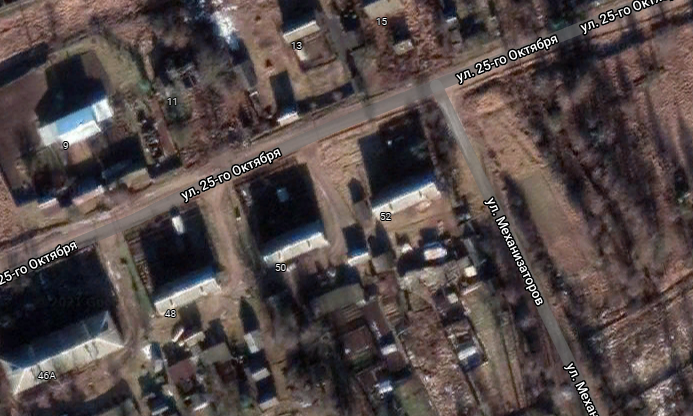 15
ул. 25-го Октября
13
ул. 25-го Октября
11
9
ул. 25-го Октября
52
25-го Октября
50
ул. Механизаторов
48
46А
ул. Меха